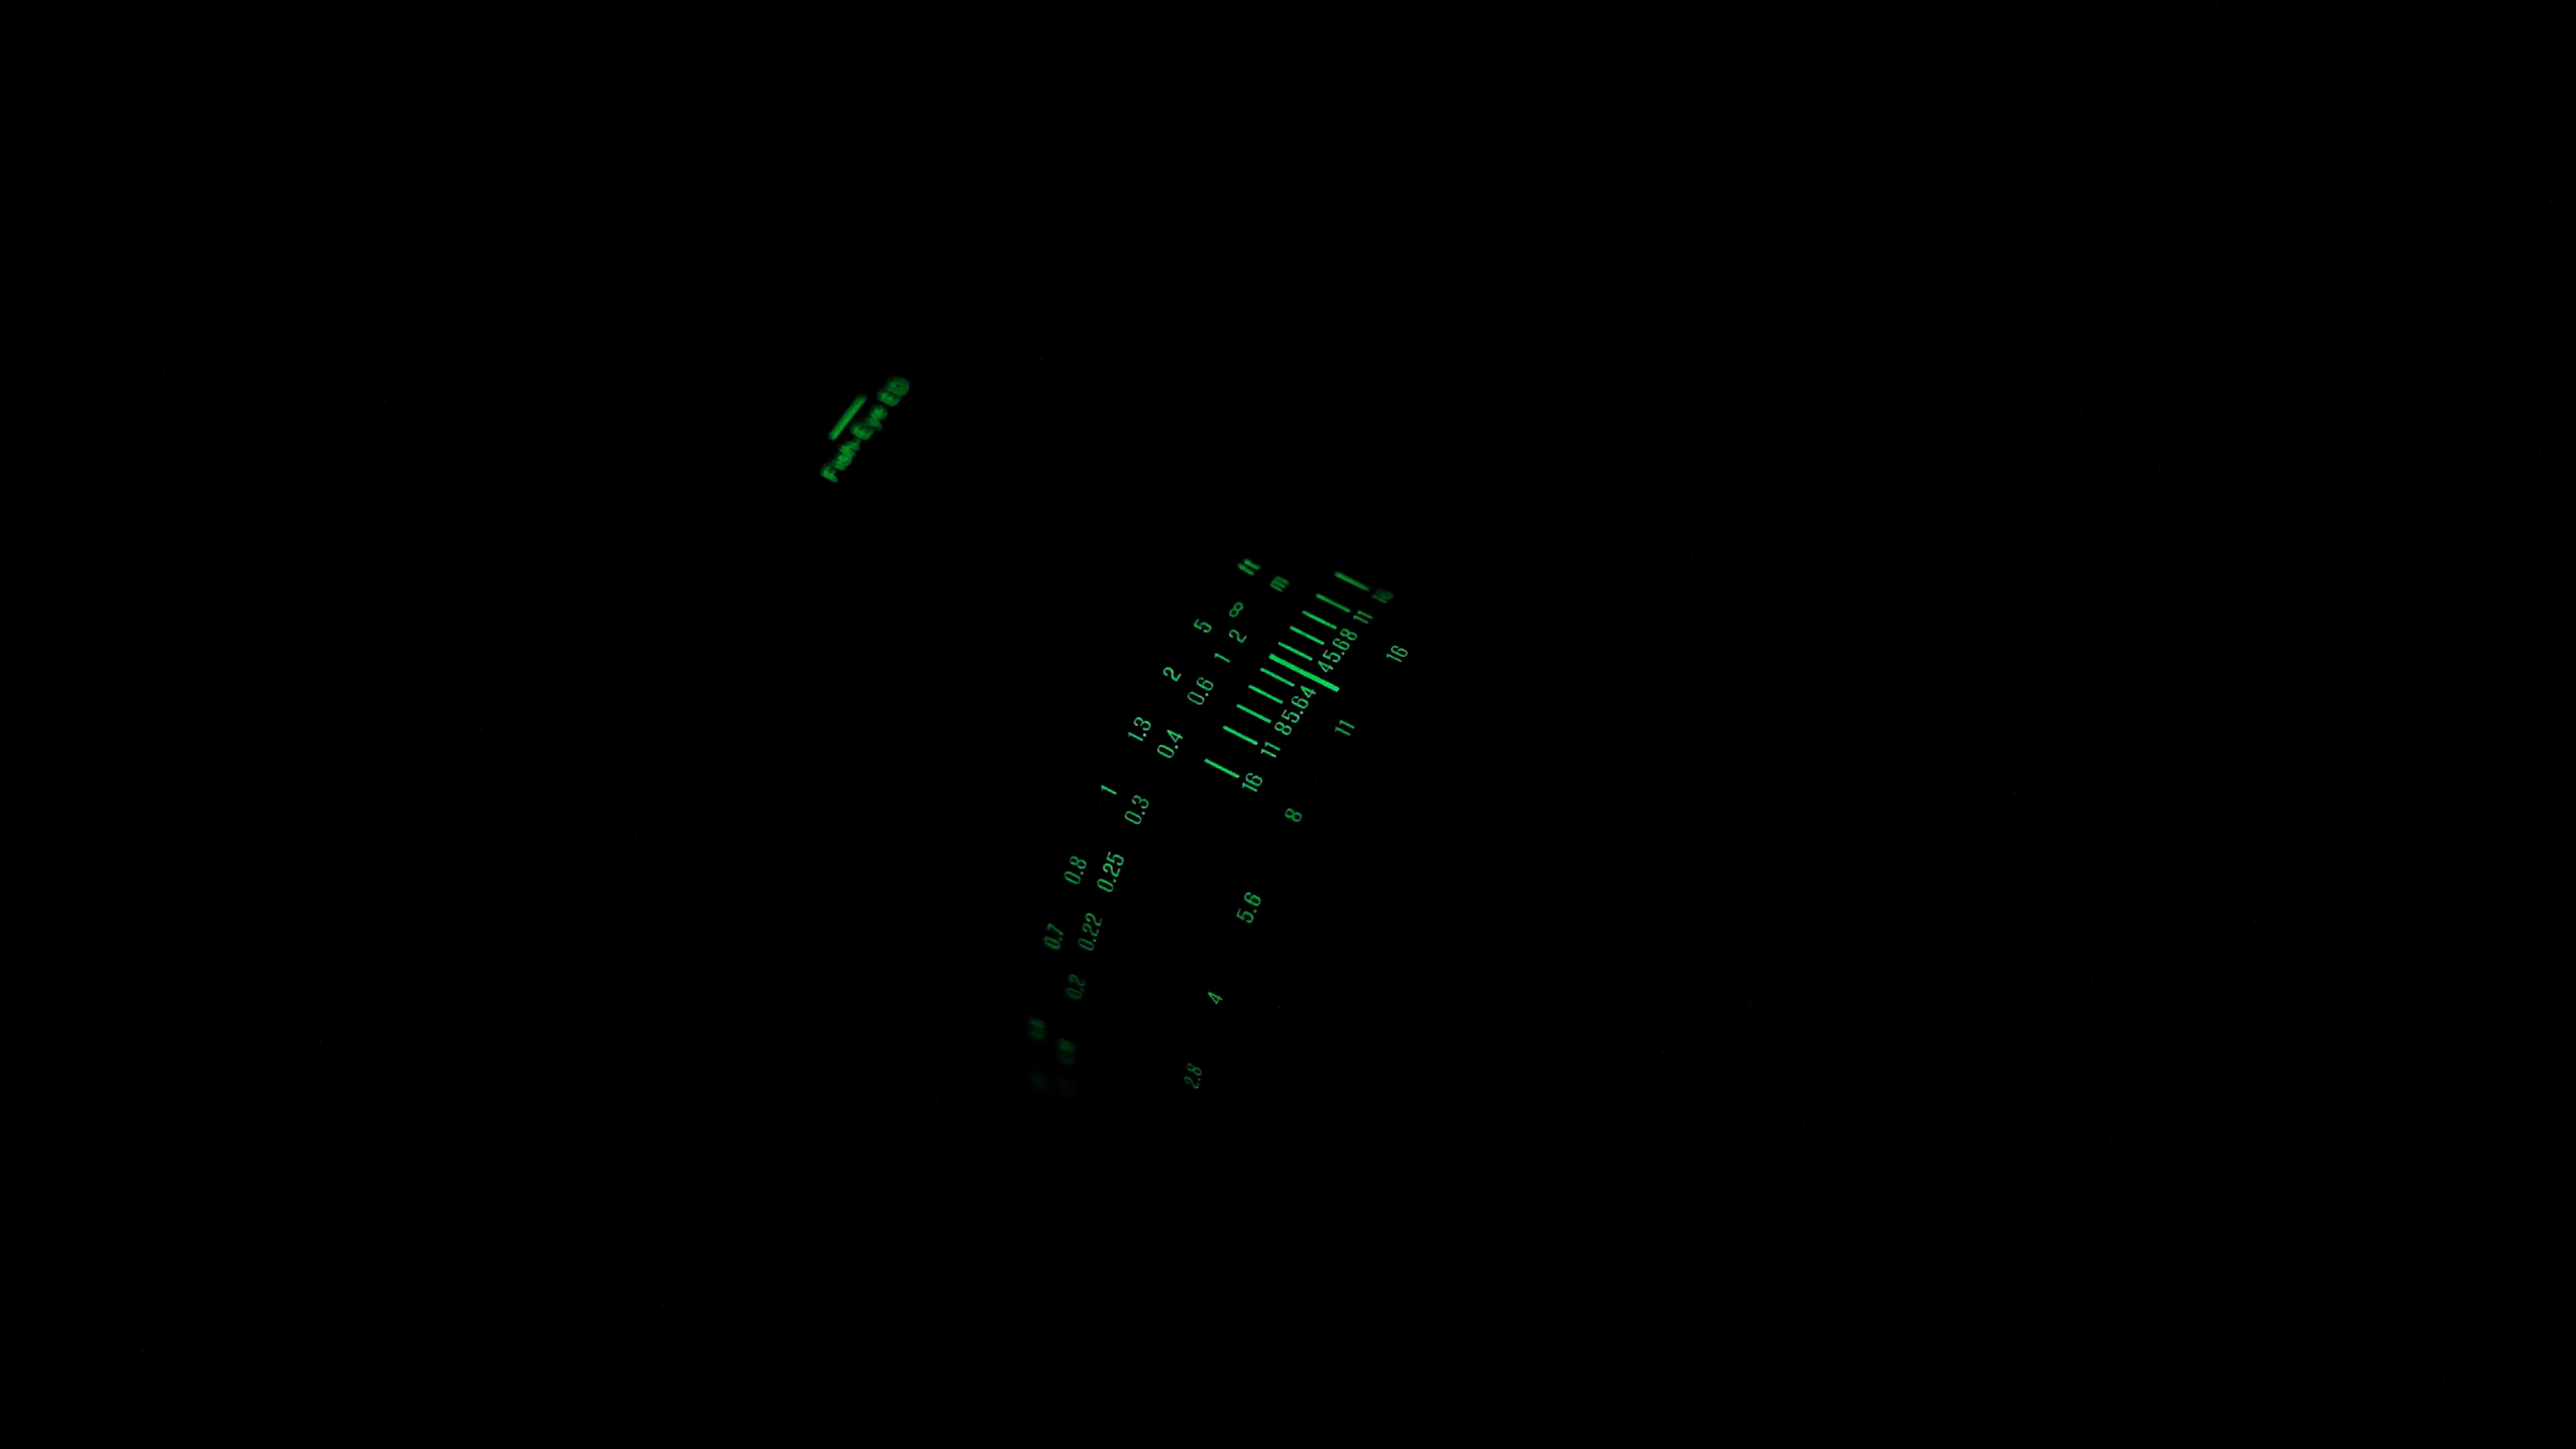 Fish-Eye
ft 5 2 1.3 1 0.8 0.7
m ∞ 2 1 0.6 0.4 0.3 0.25 0.22 0.2
16 11 8 5.6 4 4 5.6 8 11 16
16 11 8 5.6 4 2.8